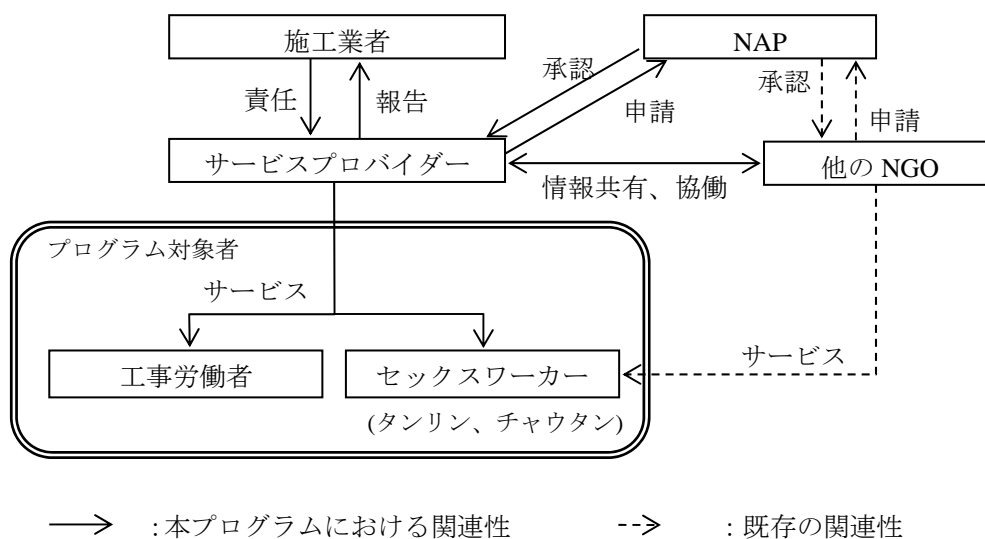 施工業者
NAP
責任
報告
承認
申請
承認
申請
サービスプロバイダー
情報共有、協働
他の NGO
プログラム対象者
サービス
工事労働者
セックスワーカー
サービス
(タンリン、チャウタン)
:本プログラムにおける関連性
:既存の関連性